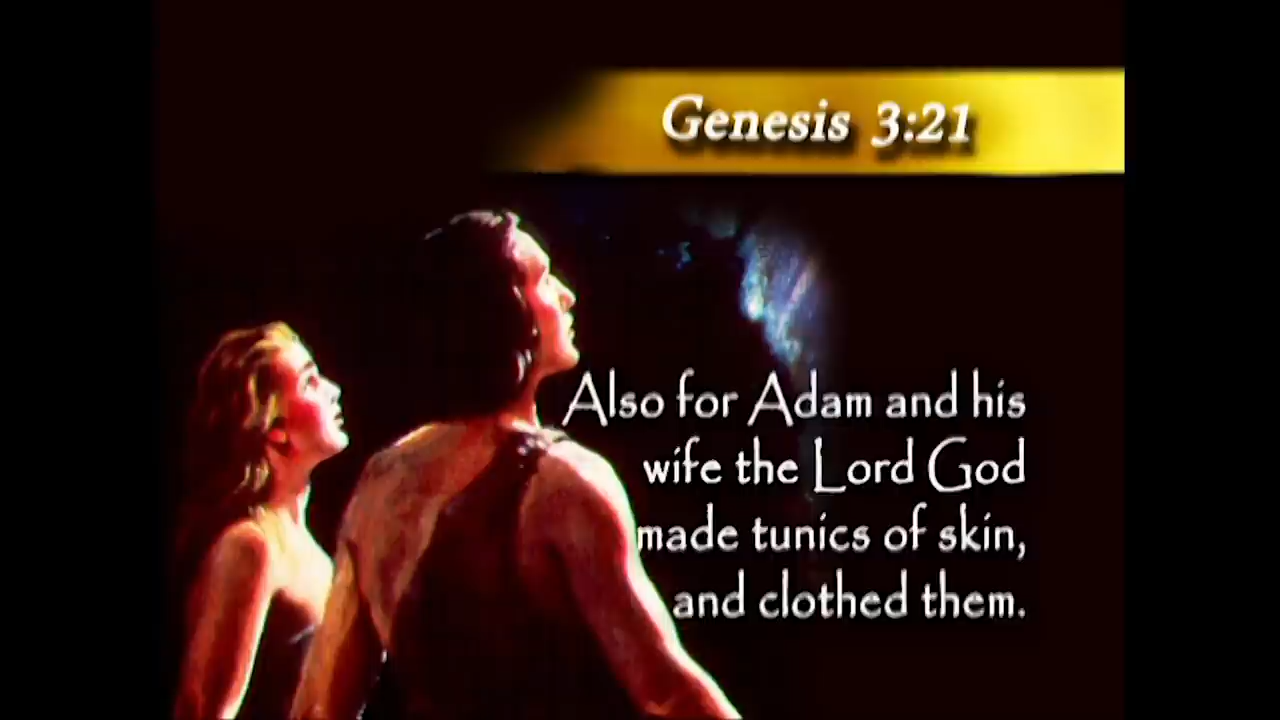 Genesis 3:21
Also for Adam and his
wife the Lord God
made tunics of skin,
and clothed them.